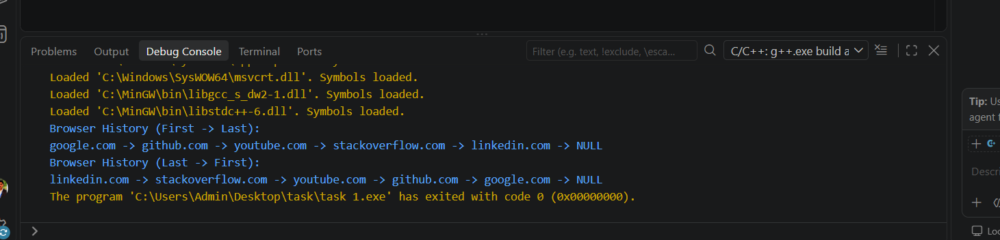 Problems Output Debug Console Terminal Ports Filter (e.g. text, !exclude, \esca... C/C++: g++.exe build a
Loaded 'C:\Windows\SysWOW64\msvcrt.dll'. Symbols loaded.
Loaded 'C:\MinGW\bin\libgcc_s_dw2-1.dll'. Symbols loaded.
Loaded 'C:\MinGW\bin\libstdc++-6.dll'. Symbols loaded.
Browser History (First -> Last):
google.com -> github.com -> youtube.com -> stackoverflow.com -> linkedin.com -> NULL
Browser History (Last -> First):
linkedin.com -> stackoverflow.com -> youtube.com -> github.com -> google.com -> NULL
The program 'C:\Users\Admin\Desktop\task\task 1.exe' has exited with code 0 (0x00000000).
>
Tip: Us
agent f
Descri
Loc